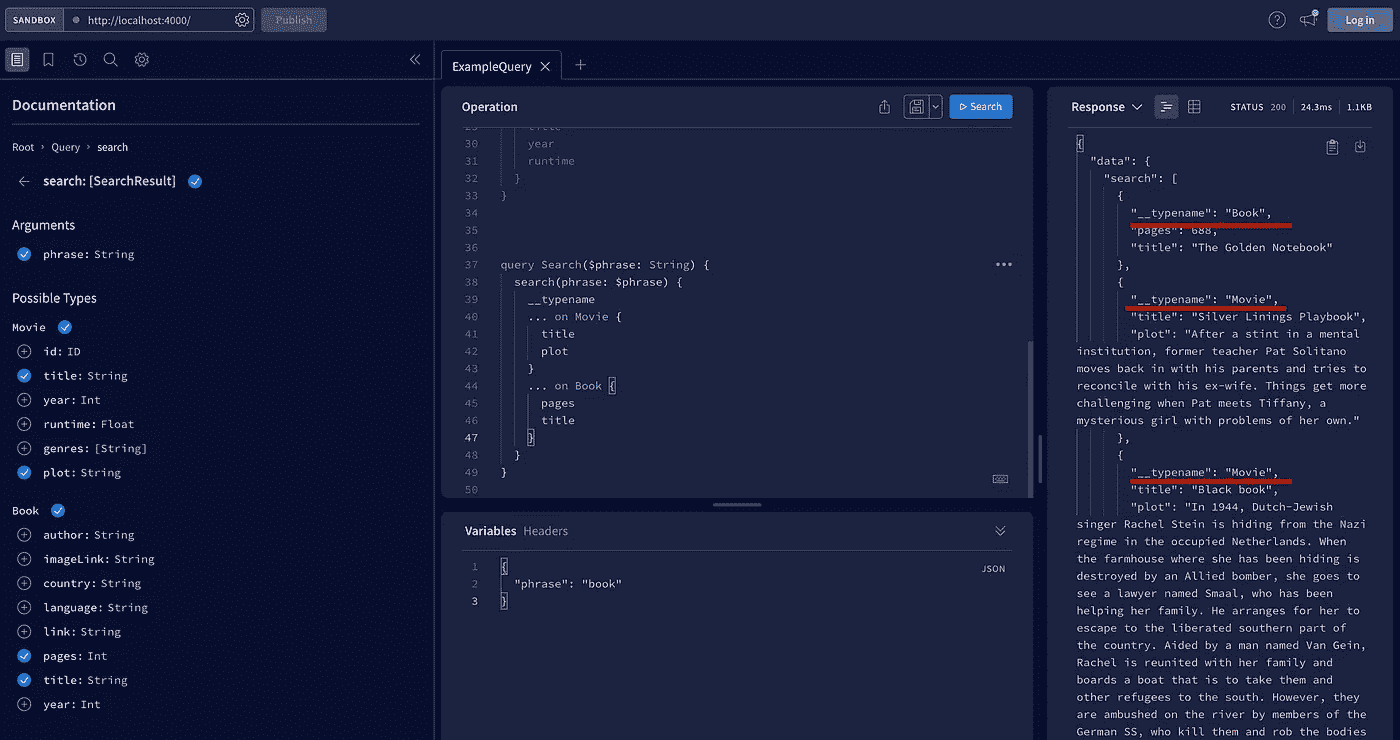 SANDBOX http://localhost:4000/ Publish Log in
Documentation
Root › Query › search
search: [SearchResult]
Arguments
phrase: String
Possible Types
Movie
id: ID
title: String
year: Int
runtime: Float
genres: [String]
plot: String
Book
author: String
imageLink: String
country: String
language: String
link: String
pages: Int
title: String
year: Int
ExampleQuery
Operation
Search
29 title
30 year
31 runtime
32 }
33 }
34
35
36
37 query Search($phrase: String) {
38 search(phrase: $phrase) {
39 __typename
40 ... on Movie {
41 title
42 plot
43 }
44 ... on Book {
45 pages
46 title
47 }
48 }
49 }
50
Variables Headers
JSON
1 {
2 "phrase": "book"
3 }
Response STATUS 200 24.3ms 1.1KB
{
"data": {
"search": [
{
"__typename": "Book",
"pages": 688,
"title": "The Golden Notebook"
},
{
"__typename": "Movie",
"title": "Silver Linings Playbook",
"plot": "After a stint in a mental
institution, former teacher Pat Solitano
moves back in with his parents and tries to
reconcile with his ex-wife. Things get more
challenging when Pat meets Tiffany, a
mysterious girl with problems of her own."
},
{
"__typename": "Movie",
"title": "Black book",
"plot": "In 1944, Dutch-Jewish
singer Rachel Stein is hiding from the Nazi
regime in the occupied Netherlands. When
the farmhouse where she has been hiding is
destroyed by an Allied bomber, she goes to
see a lawyer named Smaal, who has been
helping her family. He arranges for her to
escape to the liberated southern part of
the country. Aided by a man named Van Gein,
Rachel is reunited with her family and
boards a boat that is to take them and
other refugees to the south. However, they
are ambushed on the river by members of the
German SS, who kill them and rob the bodies